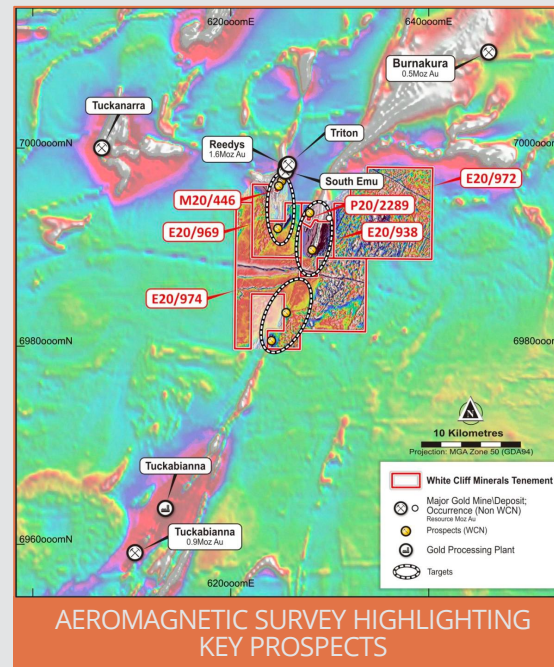 620000mE
640000mE
Burnakura
0.5Moz Au
Tuckanarra
7000000mN
7000000mN
Triton
Reedys
1.6Moz Au
South Emu
E20/972
M20/446
P20/2289
E20/969
E20/938
E20/974
6980000mN
6980000m
N
10 Kilometres
Projection: MGA Zone 50 (GDA94)
Tuckabianna
Tuckabianna
0.9Moz Au
6960000mN
620000mE
White Cliff Minerals Tenement
Major Gold Mine\Deposit;
Occurrence (Non WCN)
Resource Moz Au
Prospects (WCN)
Gold Processing Plant
Targets
AEROMAGNETIC SURVEY HIGHLIGHTING
KEY PROSPECTS